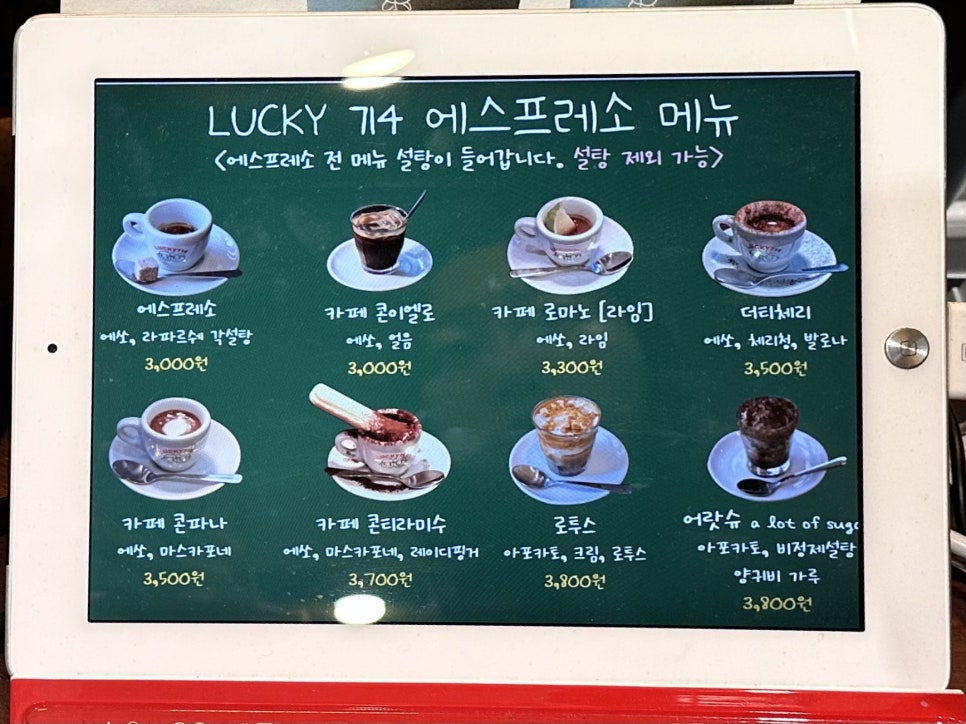 LUCKY 714 에스프레소 메뉴
<에스프레소 전 메뉴 설탕이 들어갑니다. 설탕 제외 가능>
에스프레소
에쏘, 라파르쉐 각설탕
3,000원
카페 콘이엘로
에쏘, 얼음
3,000원
카페 로마노 [라임]
에쏘, 라임
3,300원
더티체리
에쏘, 체리청, 발로나
3,500원
카페 콘파나
에쏘, 마스카포네
3,500원
카페 콘티라미수
에쏘, 마스카포네, 레이디핑거
3,700원
로투스
아포카토, 크림, 로투스
3,800원
어랏슈 a lot of suga
아포카토, 비정제설탕
양귀비 가루
3,800원